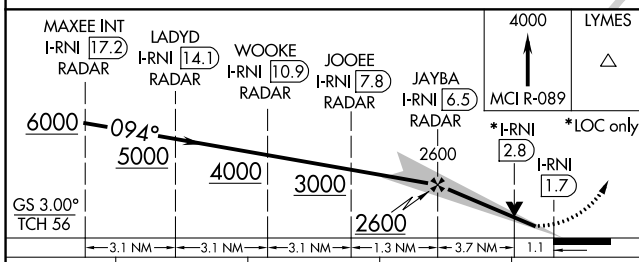 MAXEE INT
I-RNI 17.2
RADAR
LADYD
I-RNI 14.1
RADAR
WOOKE
I-RNI 10.9
RADAR
JOOEE
I-RNI 7.8
RADAR
JAYBA
I-RNI 6.5
RADAR
4000
MCI R-089
LYMES
*I-RNI
2.8
*LOC only
I-RNI
1.7
6000
094°
5000
4000
3000
2600
2600
GS 3.00°
TCH 56
3.1 NM
3.1 NM
3.1 NM
1.3 NM
3.7 NM
1.1